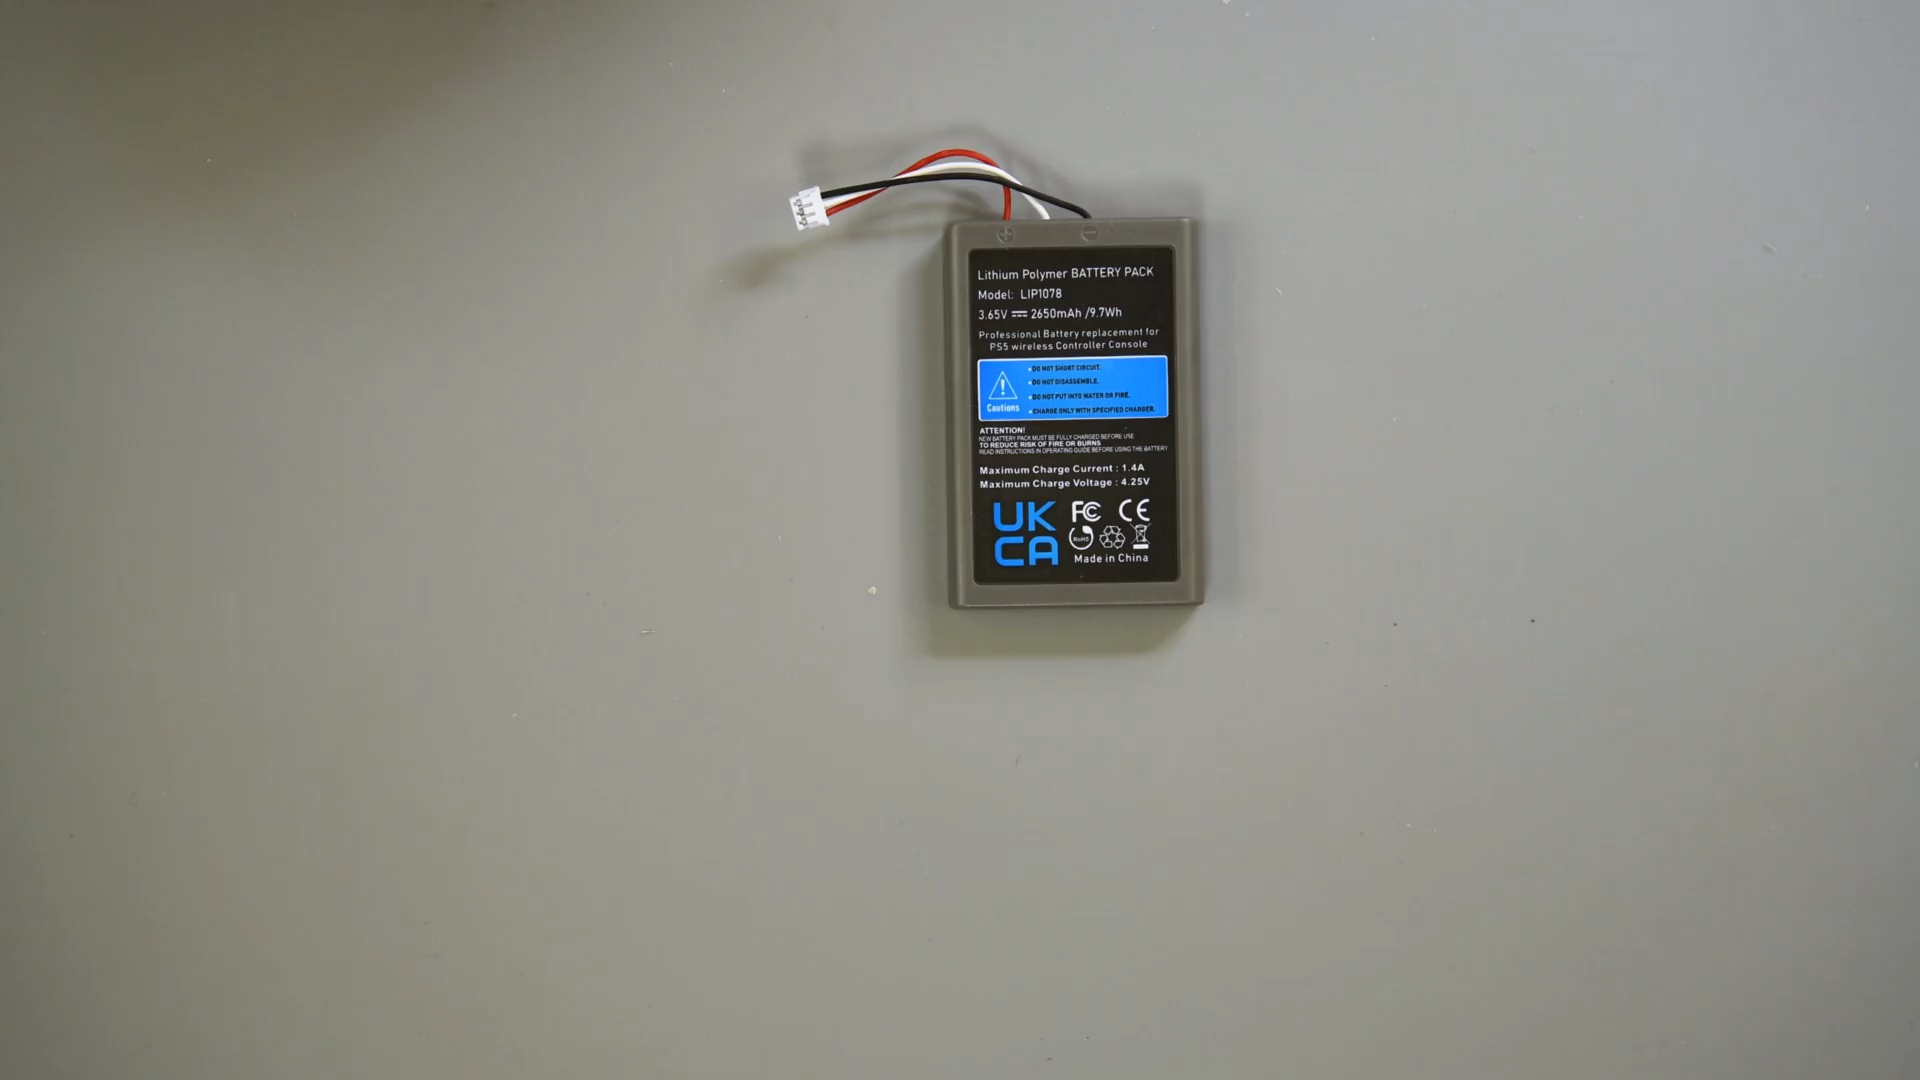 Lithium Polymer BATTERY PACK
Model: LIP1078
3.65V 2650mAh /9.7Wh
Professional Battery replacement for
PS5 wireless Controller Console
Cautions
• DO NOT SHORT CIRCUIT.
• DO NOT DISASSEMBLE.
• DO NOT PUT INTO WATER OR FIRE.
• CHARGE ONLY WITH SPECIFIED CHARGER.
ATTENTION!
NEW BATTERY PACK MUST BE FULLY CHARGED BEFORE USE
TO REDUCE RISK OF FIRE OR BURNS
READ INSTRUCTIONS IN OPERATING GUIDE BEFORE USING THE BATTERY
Maximum Charge Current : 1.4A
Maximum Charge Voltage : 4.25V
UK
CA
FC CE
RoHS
Made in China